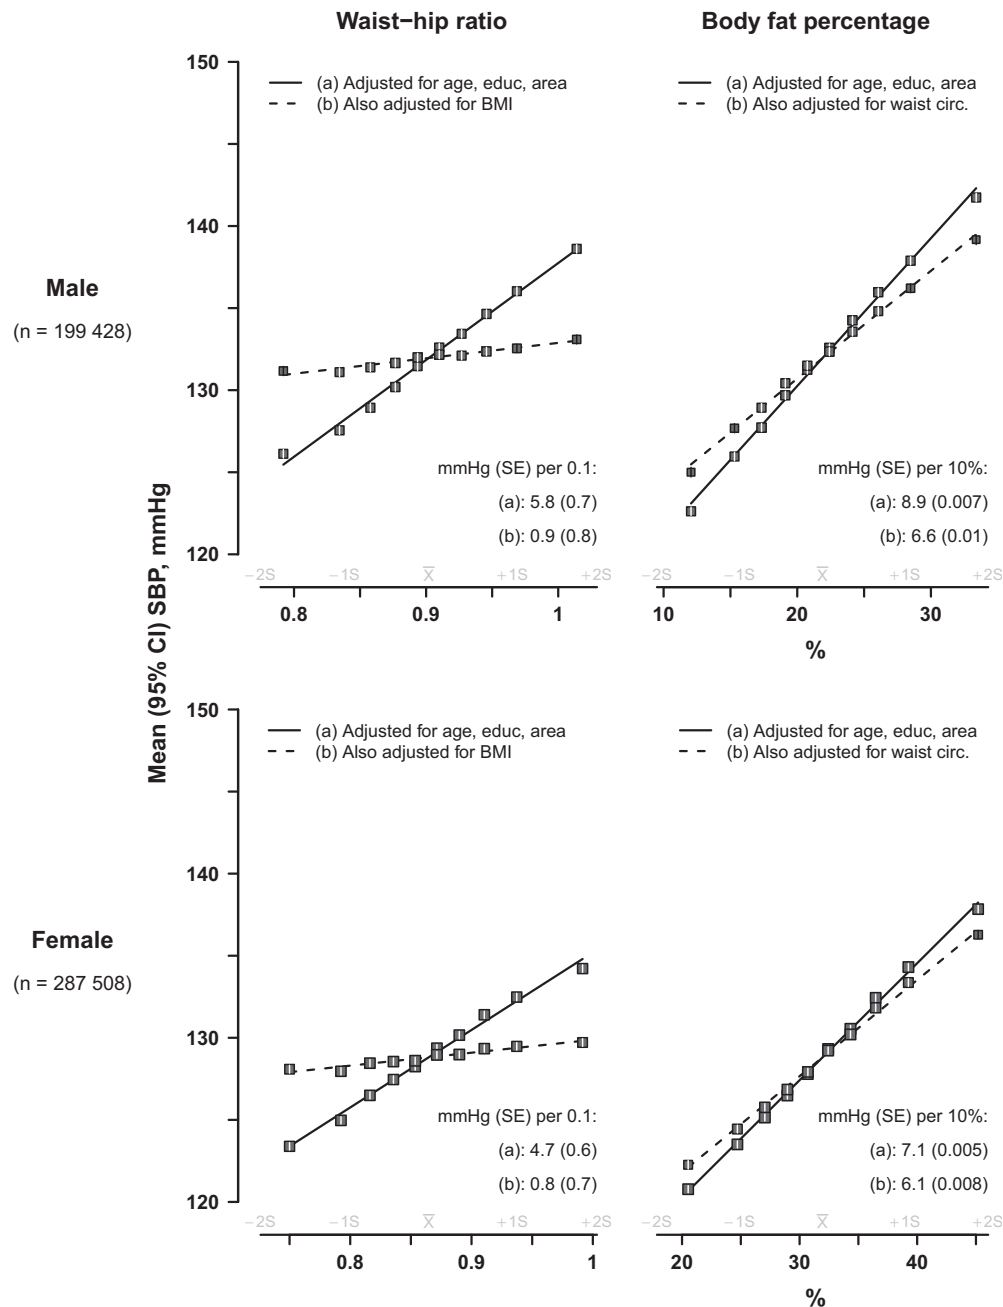 Waist−hip ratio
Body fat percentage
150
(a) Adjusted for age, educ, area
(b) Also adjusted for BMI
(a) Adjusted for age, educ, area
(b) Also adjusted for waist circ.
140
Male
(n = 199 428)
130
mmHg (SE) per 0.1:
(a): 5.8 (0.7)
(b): 0.9 (0.8)
mmHg (SE) per 10%:
(a): 8.9 (0.007)
(b): 6.6 (0.01)
120
−2S −1S X̅ +1S +2S
−2S −1S X̅ +1S +2S
0.8 0.9 1
10 20 30
%
Mean (95% CI) SBP, mmHg
150
(a) Adjusted for age, educ, area
(b) Also adjusted for BMI
(a) Adjusted for age, educ, area
(b) Also adjusted for waist circ.
140
Female
(n = 287 508)
130
mmHg (SE) per 0.1:
(a): 4.7 (0.6)
(b): 0.8 (0.7)
mmHg (SE) per 10%:
(a): 7.1 (0.005)
(b): 6.1 (0.008)
120
−2S −1S X̅ +1S +2S
−2S −1S X̅ +1S +2S
0.8 0.9 1
20 30 40
%